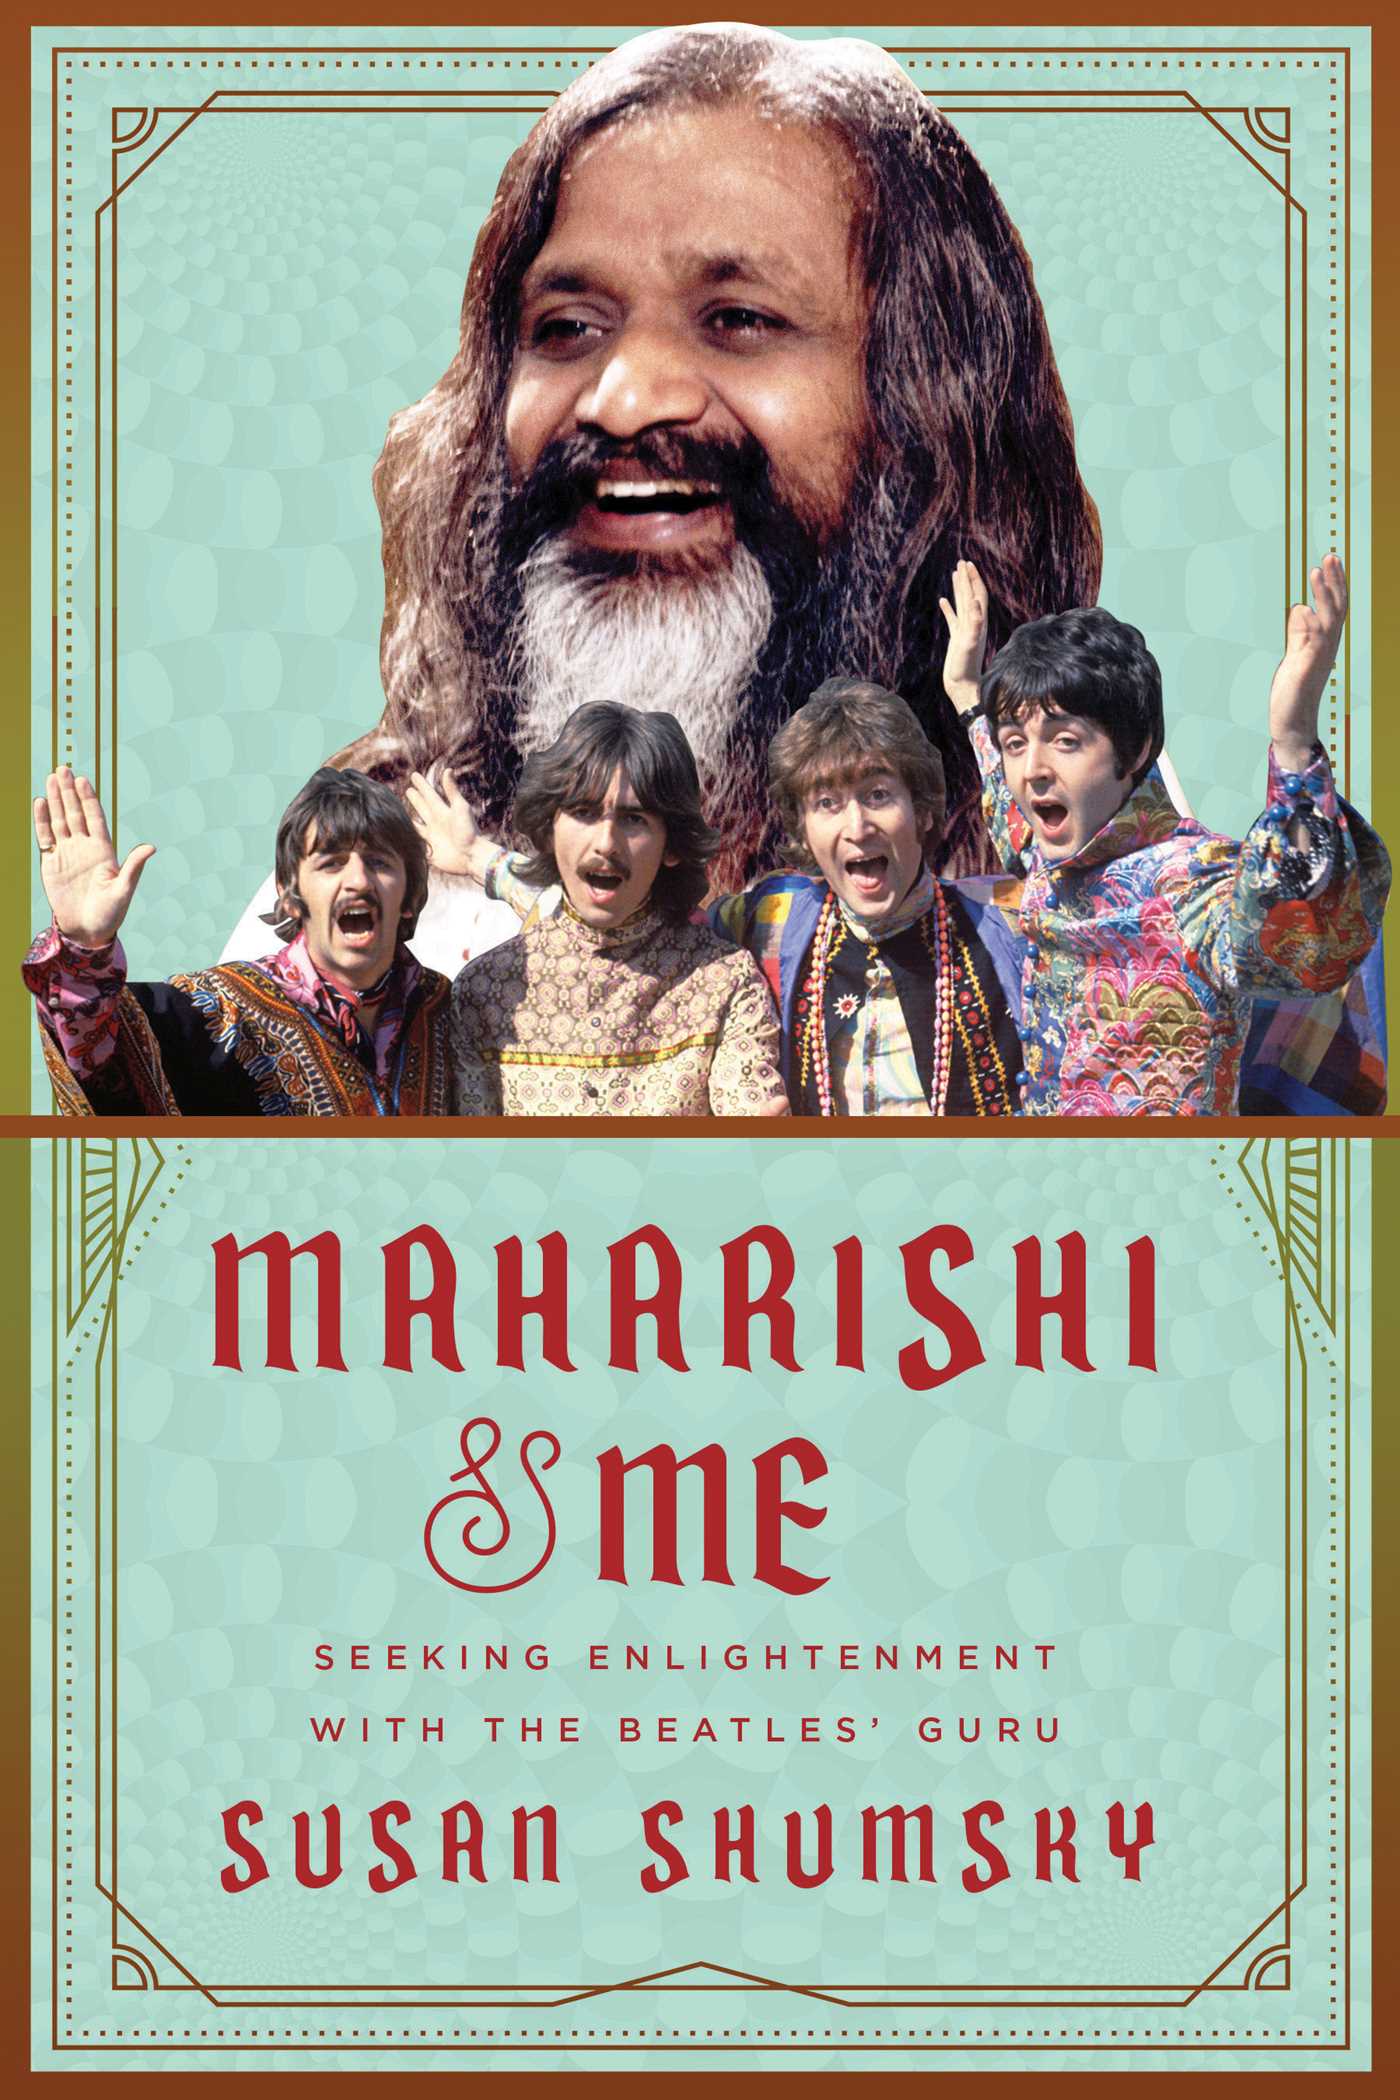 MAHARISHI
& ME
SEEKING ENLIGHTENMENT
WITH THE BEATLES’ GURU
SUSAN SHUMSKY